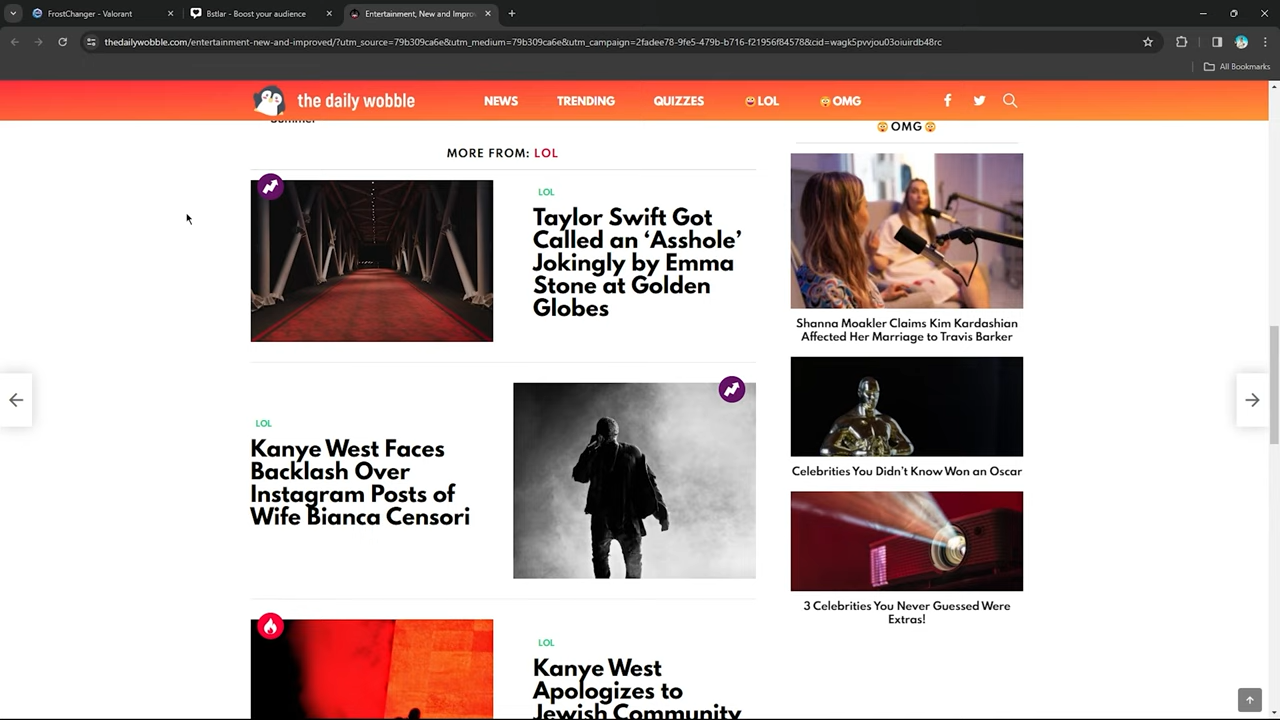 FrostChanger - Valorant
Bstlar - Boost your audience
Entertainment, New and Impro
thedailywobble.com/entertainment-new-and-improved/?utm_source=79b309ca6e&utm_medium=79b309ca6e&utm_campaign=2fadee78-9fe5-479b-b716-f21956f84578&cid=wagk5pvvjou03oiuirdb48rc
All Bookmarks
the daily wobble
NEWS
TRENDING
QUIZZES
LOL
OMG
OMG
MORE FROM: LOL
LOL
Taylor Swift Got
Called an ‘Asshole’
Jokingly by Emma
Stone at Golden
Globes
LOL
Kanye West Faces
Backlash Over
Instagram Posts of
Wife Bianca Censori
LOL
Kanye West
Apologizes to
Jewish Community
Shanna Moakler Claims Kim Kardashian
Affected Her Marriage to Travis Barker
Celebrities You Didn’t Know Won an Oscar
3 Celebrities You Never Guessed Were
Extras!